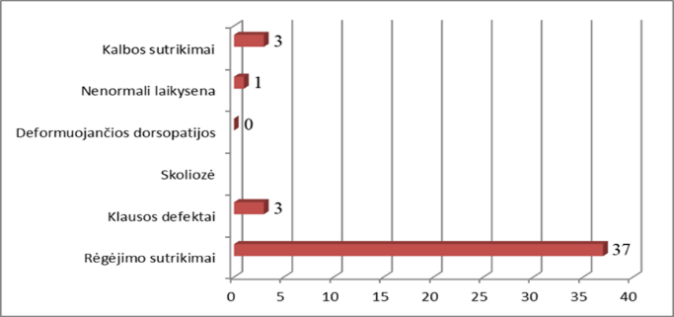 Kalbos sutrikimai 3
Nenormali laikysena 1
Deformuojančios dorsopatijos 0
Skoliozė
Klausos defektai 3
Rėgėjimo sutrikimai 37
0 5 10 15 20 25 30 35 40